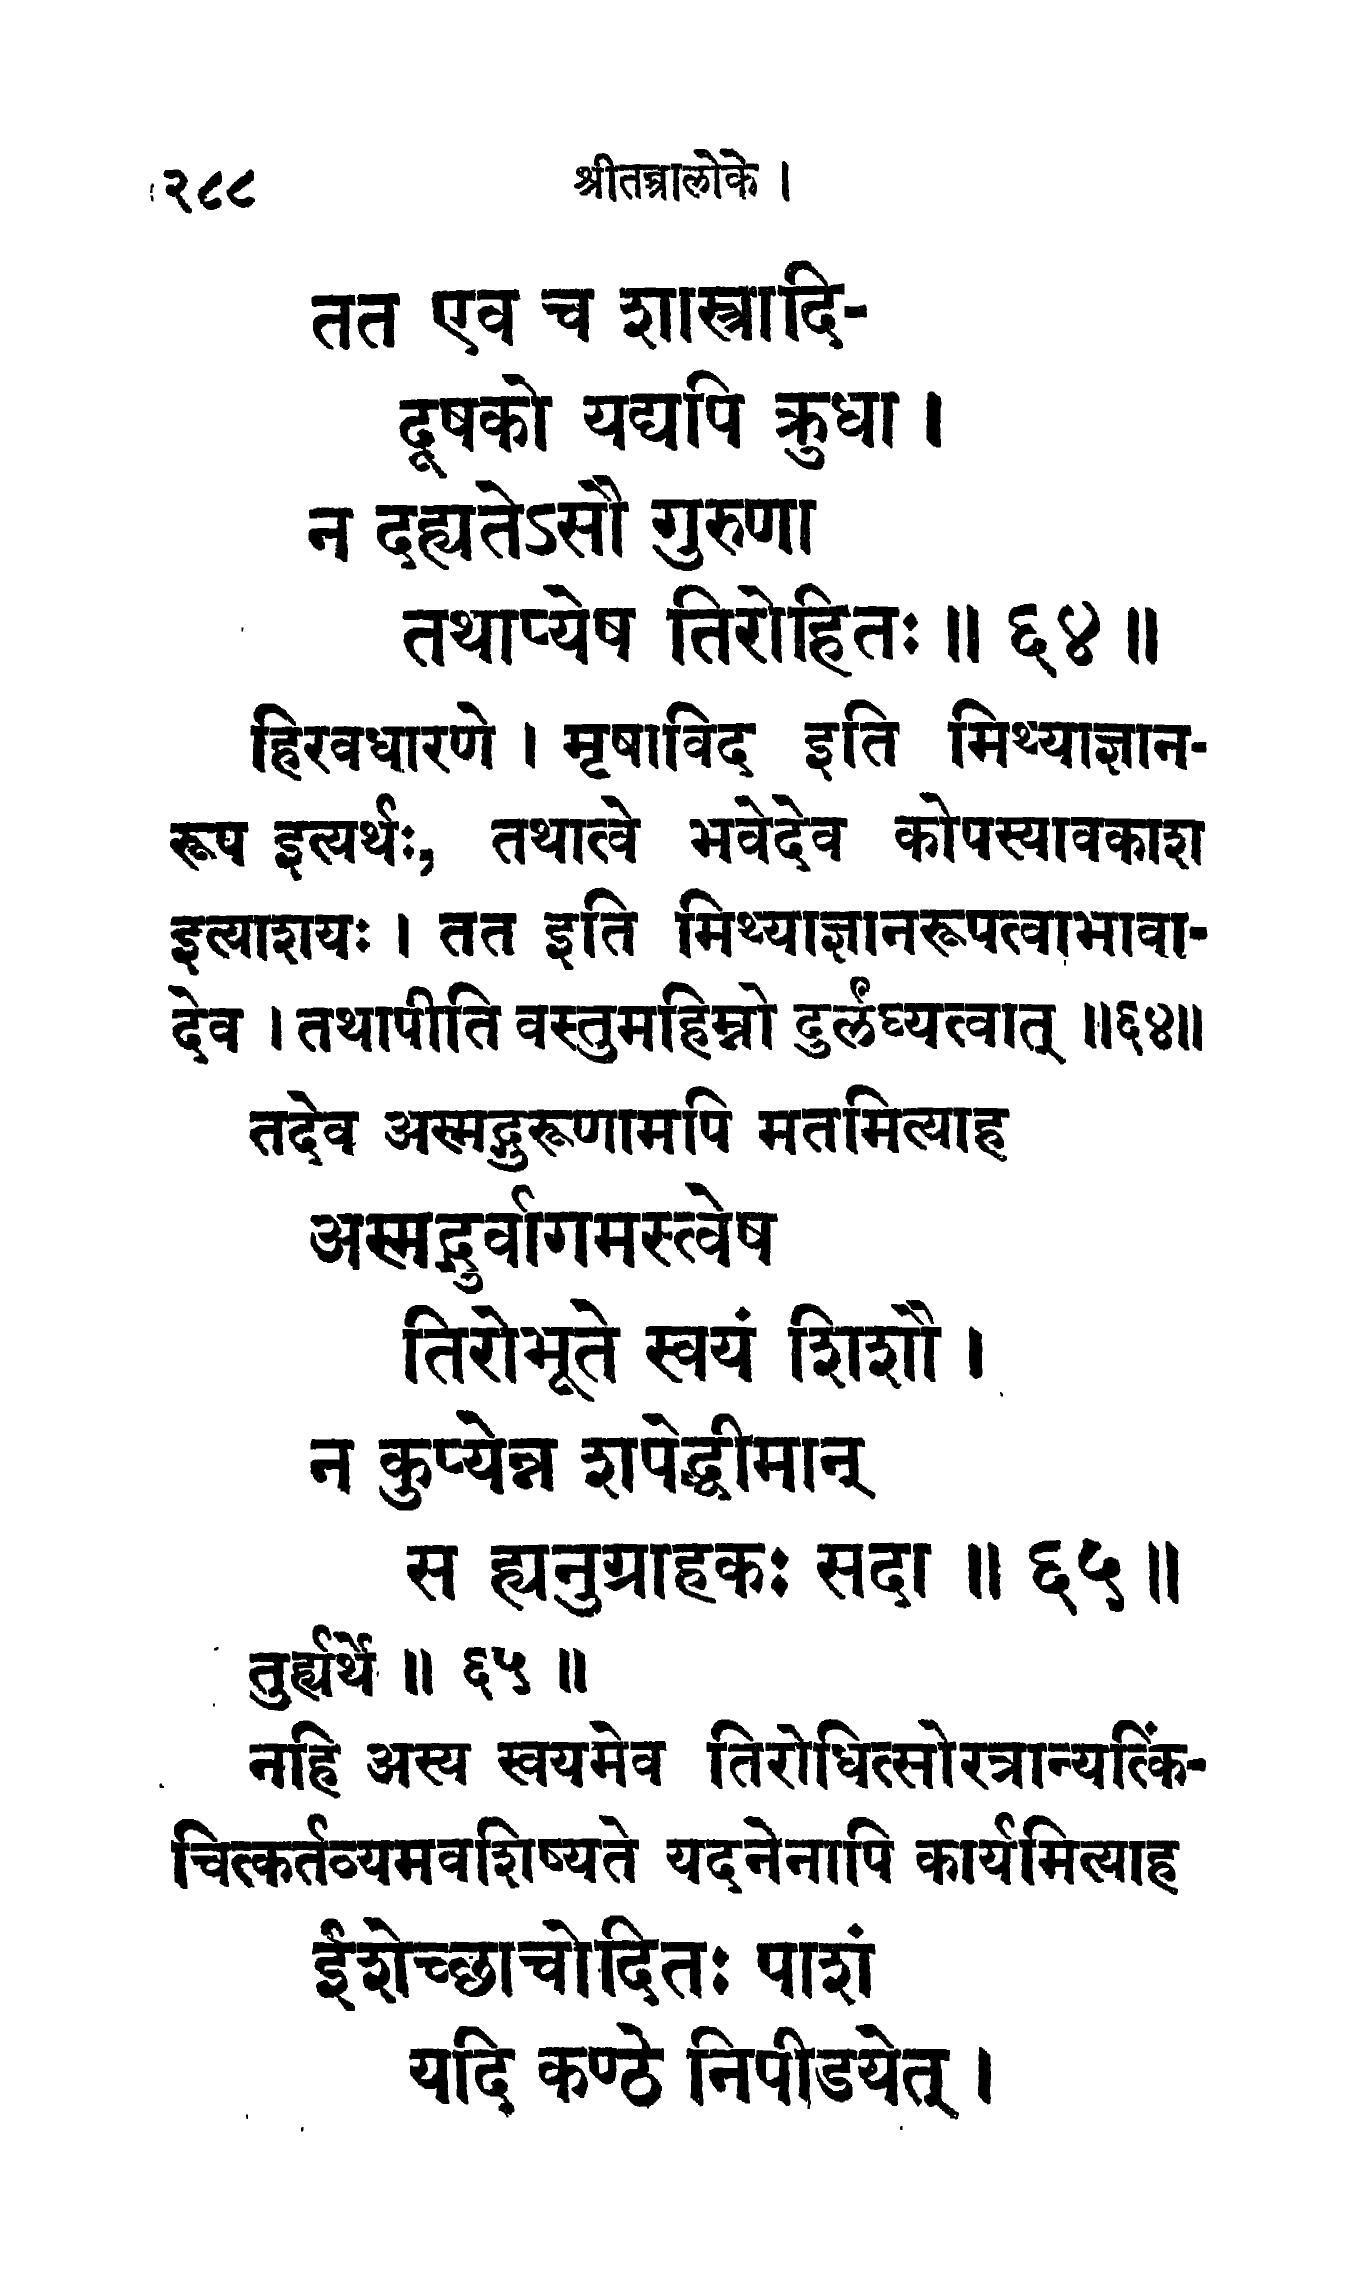 २८८ श्रीतन्त्रालोके ।
तत एव च शास्त्रादि-
दूषको यद्यपि क्रुधा ।
न दह्यतेऽसौ गुरुणा
तथाप्येष तिरोहितः ॥ ६४ ॥
हिरवधारणे । मृषाविद इति मिथ्याज्ञान-
रूप इत्यर्थः, तथात्वे भवेदेव कोपस्यावकाश
इत्याशयः । तत इति मिथ्याज्ञानरूपत्वाभावा-
देव । तथापीति वस्तुमहिम्नो दुर्लंघ्यत्वात् ॥६४॥
तदेव अस्मद्गुरूणामपि मतमित्याह
अस्मद्गुर्वागमस्त्वेष
तिरोभूते स्वयं शिशौ ।
न कुप्येन्न शपेद्धीमान्
स ह्यनुग्राहकः सदा ॥ ६५ ॥
तुर्ह्यर्थे ॥ ६५ ॥
नहि अस्य स्वयमेव तिरोधित्सोरत्रान्यत्किं-
चित्कर्तव्यमवशिष्यते यदनेनापि कार्यमित्याह
ईशेच्छाचोदितः पाशं
यदि कण्ठे निपीडयेत् ।